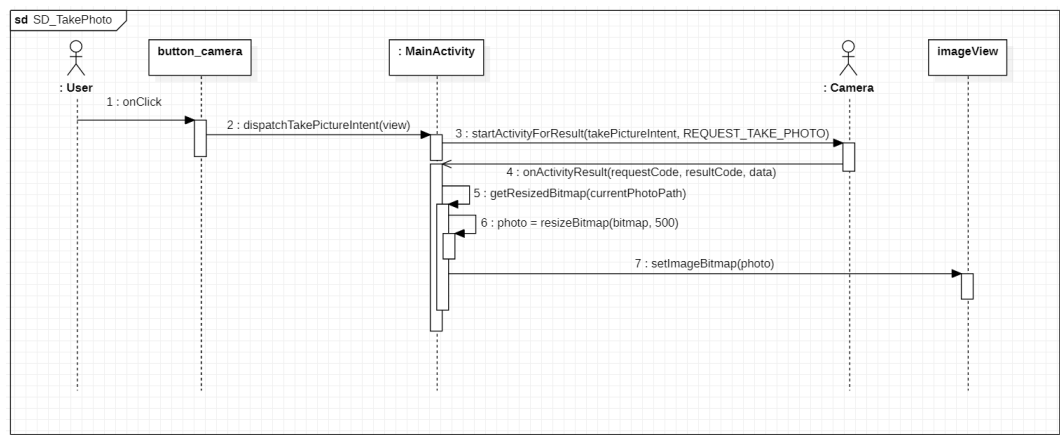 sd SD_TakePhoto
button_camera
: MainActivity
imageView
: User
: Camera
1 : onClick
2 : dispatchTakePictureIntent(view)
3 : startActivityForResult(takePictureIntent, REQUEST_TAKE_PHOTO)
4 : onActivityResult(requestCode, resultCode, data)
5 : getResizedBitmap(currentPhotoPath)
6 : photo = resizeBitmap(bitmap, 500)
7 : setImageBitmap(photo)